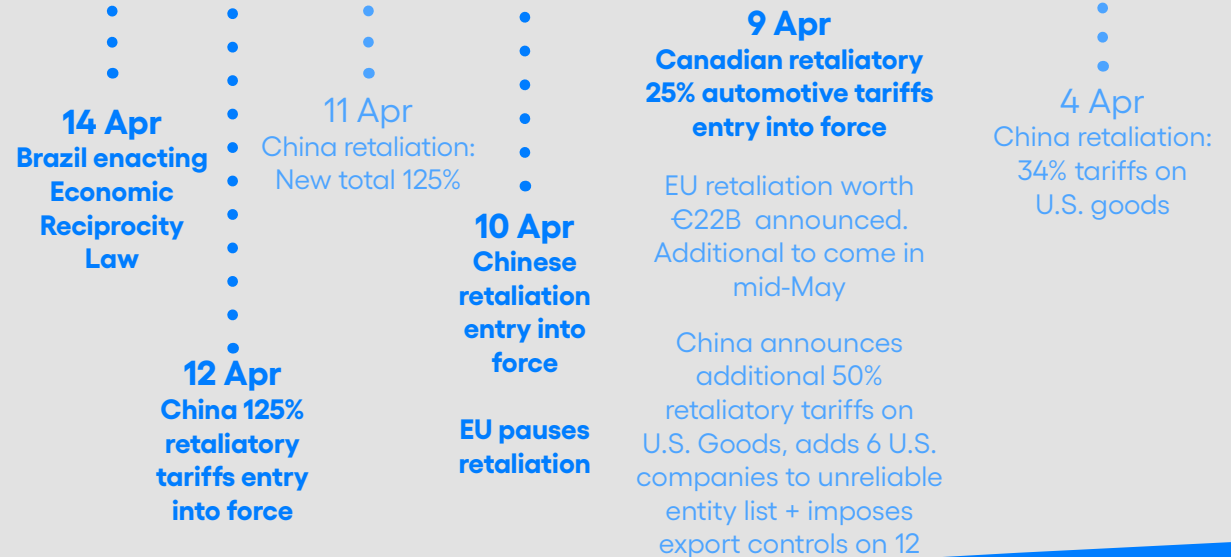 14 Apr
Brazil enacting
Economic
Reciprocity
Law
12 Apr
China 125%
retaliatory
tariffs entry
into force
11 Apr
China retaliation:
New total 125%
10 Apr
Chinese
retaliation
entry into
force
EU pauses
retaliation
9 Apr
Canadian retaliatory
25% automotive tariffs
entry into force
EU retaliation worth
€22B announced.
Additional to come in
mid-May
China announces
additional 50%
retaliatory tariffs on
U.S. Goods, adds 6 U.S.
companies to unreliable
entity list + imposes
export controls on 12
4 Apr
China retaliation:
34% tariffs on
U.S. goods